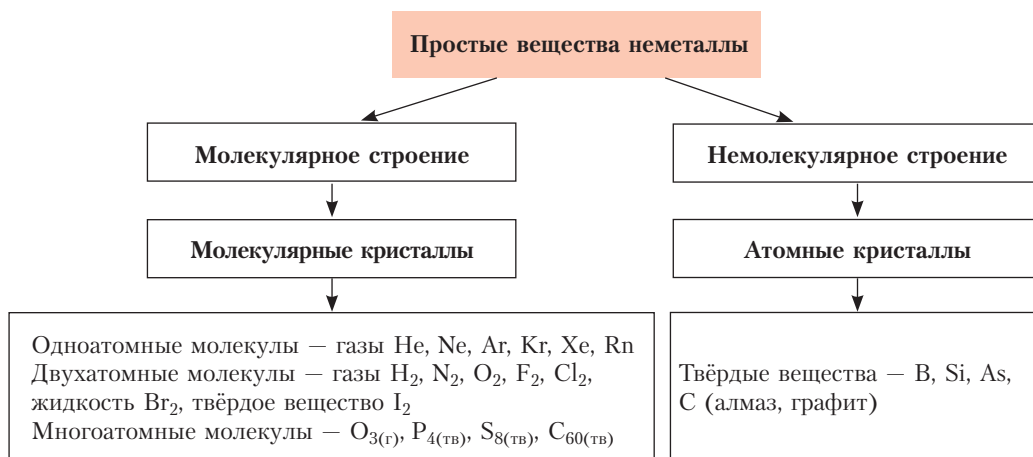 Простые вещества неметаллы
Молекулярное строение
Немолекулярное строение
Молекулярные кристаллы
Атомные кристаллы
Одноатомные молекулы — газы He, Ne, Ar, Kr, Xe, Rn
Двухатомные молекулы — газы H₂, N₂, O₂, F₂, Cl₂,
жидкость Br₂, твёрдое вещество I₂
Многоатомные молекулы — O₃₍г₎, P₄₍тв₎, S₈₍тв₎, C₆₀₍тв₎
Твёрдые вещества — B, Si, As,
C (алмаз, графит)